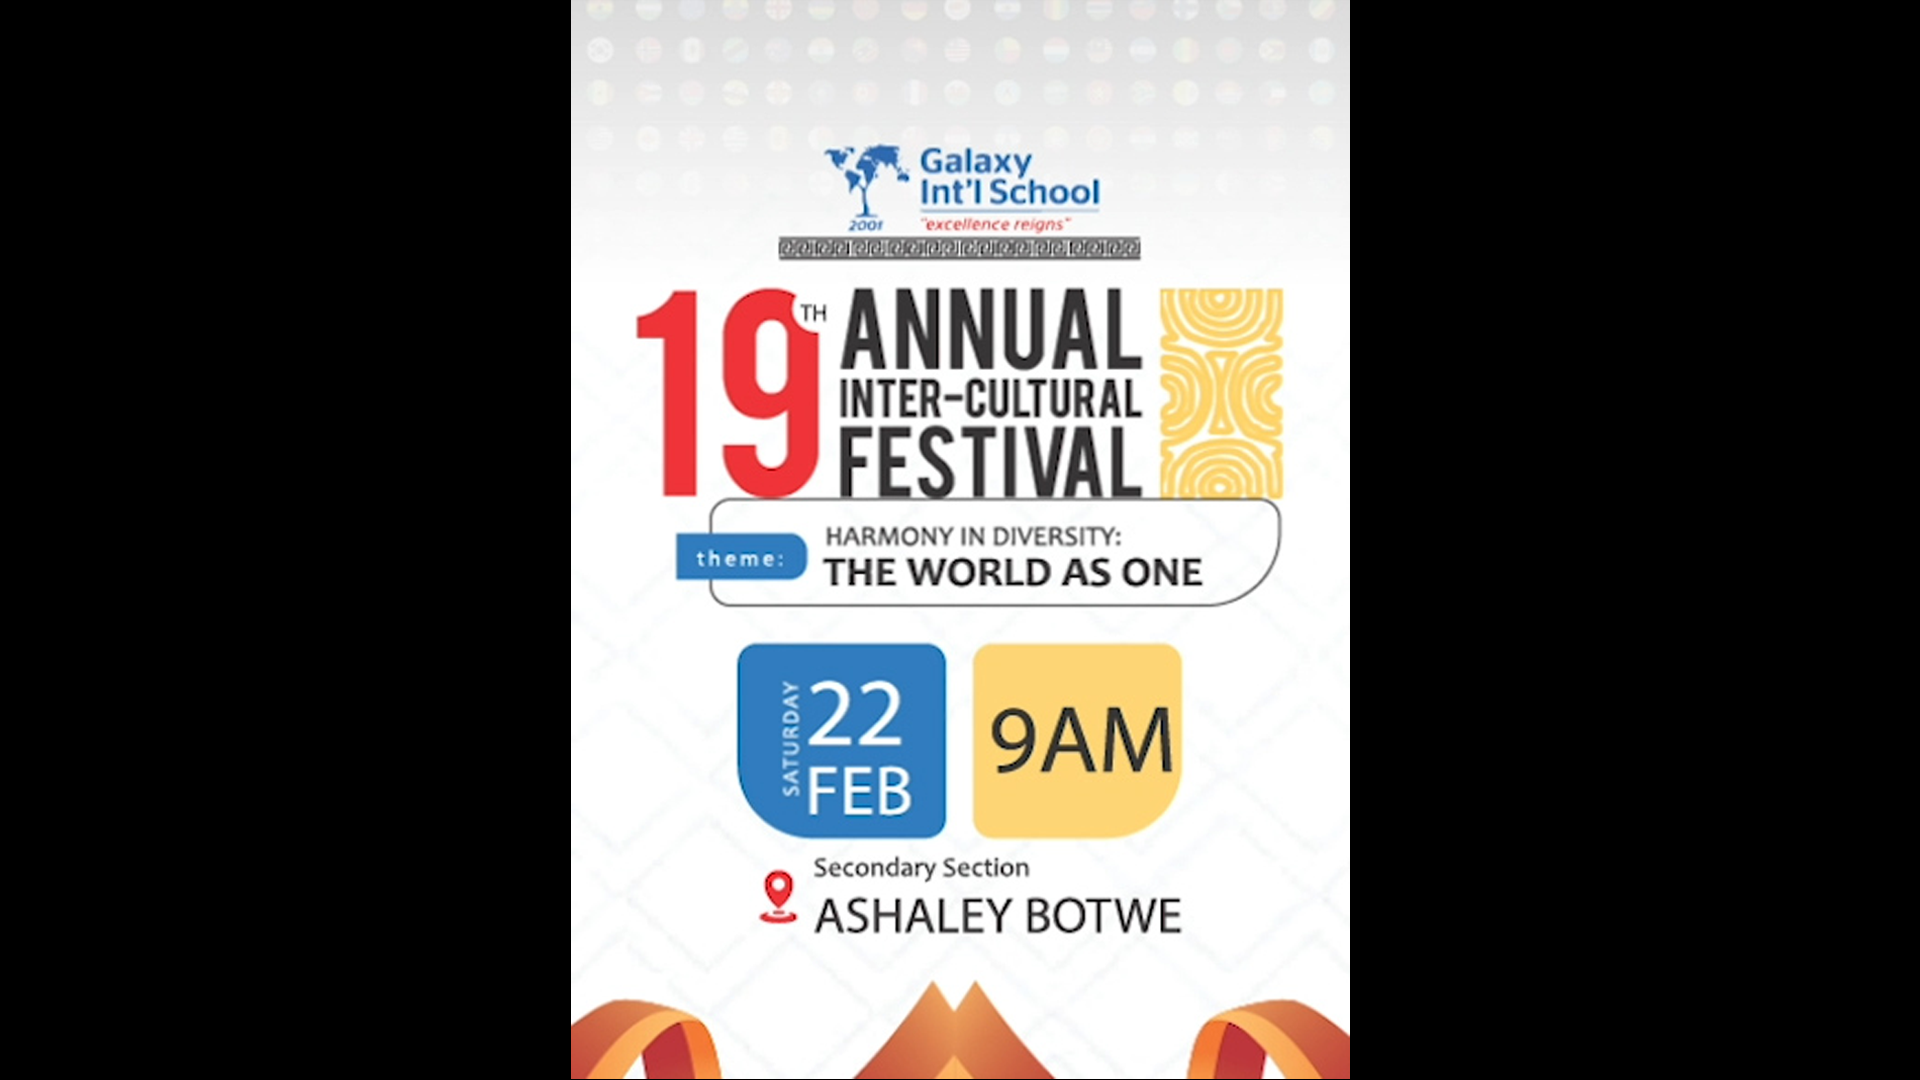 Galaxy
Int'l School
2001
"excellence reigns"
19TH
ANNUAL
INTER-CULTURAL
FESTIVAL
theme:
HARMONY IN DIVERSITY:
THE WORLD AS ONE
SATURDAY
22
FEB
9AM
Secondary Section
ASHALEY BOTWE